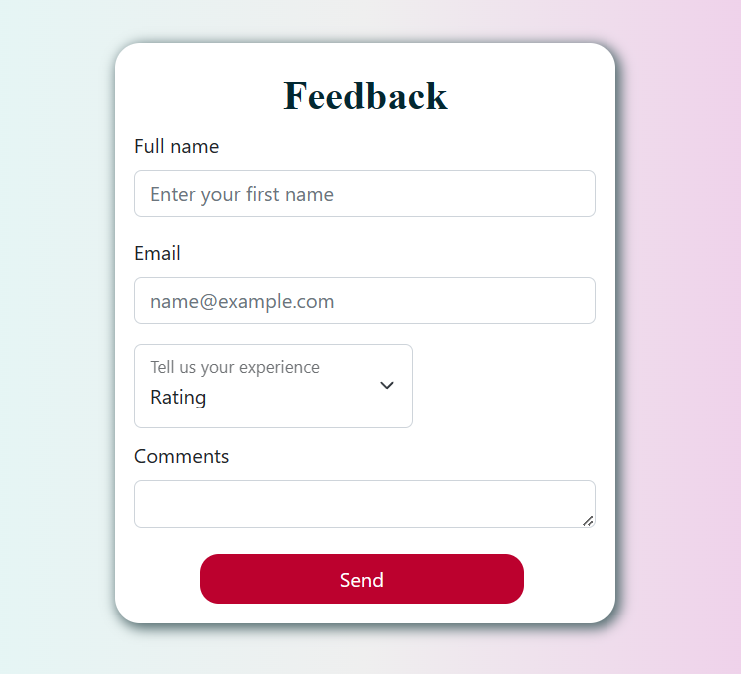 Feedback
Full name
Enter your first name
Email
name@example.com
Tell us your experience
Rating
Comments
Send